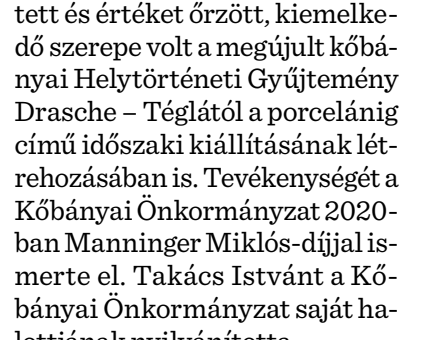 tett és értéket őrzött, kiemelke-
dő szerepe volt a megújult kőbá-
nyai Helytörténeti Gyűjtemény
Drasche – Téglától a porcelánig
című időszaki kiállításának lét-
rehozásában is. Tevékenységét a
Kőbányai Önkormányzat 2020-
ban Manninger Miklós-díjjal is-
merte el. Takács Istvánt a Kő-
bányai Önkormányzat saját ha-
lottjának nyilvánította.